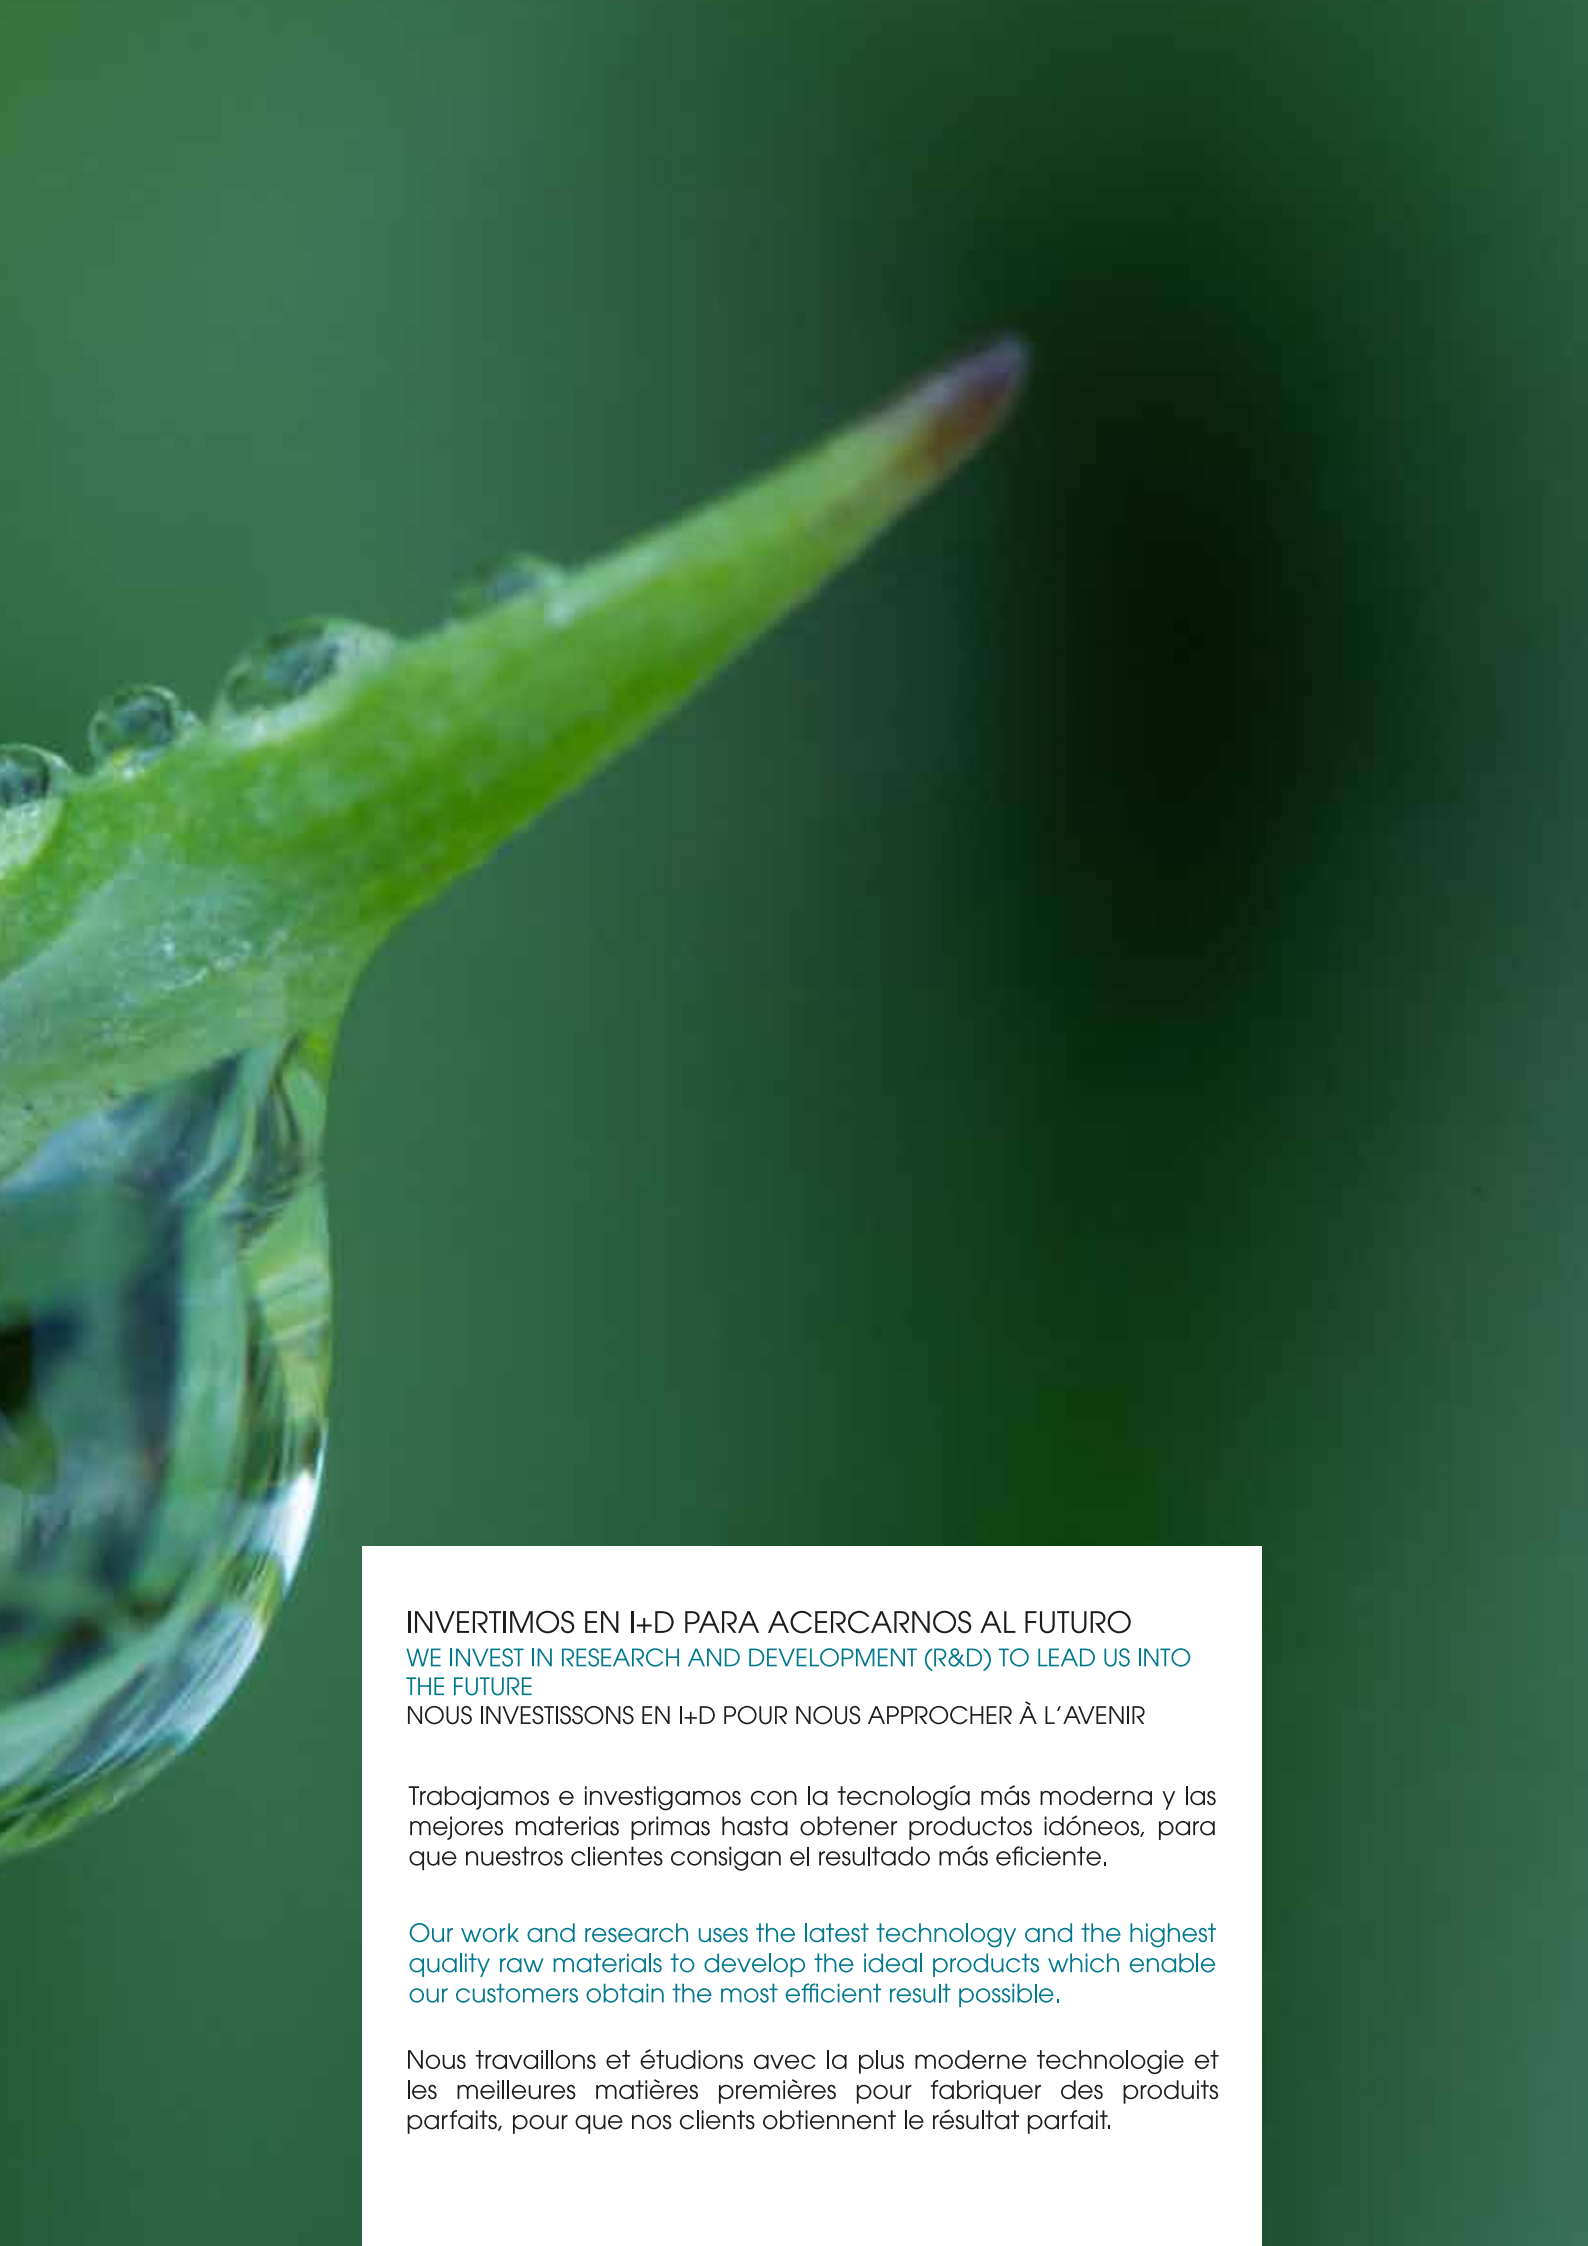 INVERTIMOS EN I+D PARA ACERCARNOS AL FUTURO
WE INVEST IN RESEARCH AND DEVELOPMENT (R&D) TO LEAD US INTO
THE FUTURE
NOUS INVESTISSONS EN I+D POUR NOUS APPROCHER À L'AVENIR
Trabajamos e investigamos con la tecnología más moderna y las
mejores materias primas hasta obtener productos idóneos, para
que nuestros clientes consigan el resultado más eficiente.
Our work and research uses the latest technology and the highest
quality raw materials to develop the ideal products which enable
our customers obtain the most efficient result possible.
Nous travaillons et étudions avec la plus moderne technologie et
les meilleures matières premières pour fabriquer des produits
parfaits, pour que nos clients obtiennent le résultat parfait.